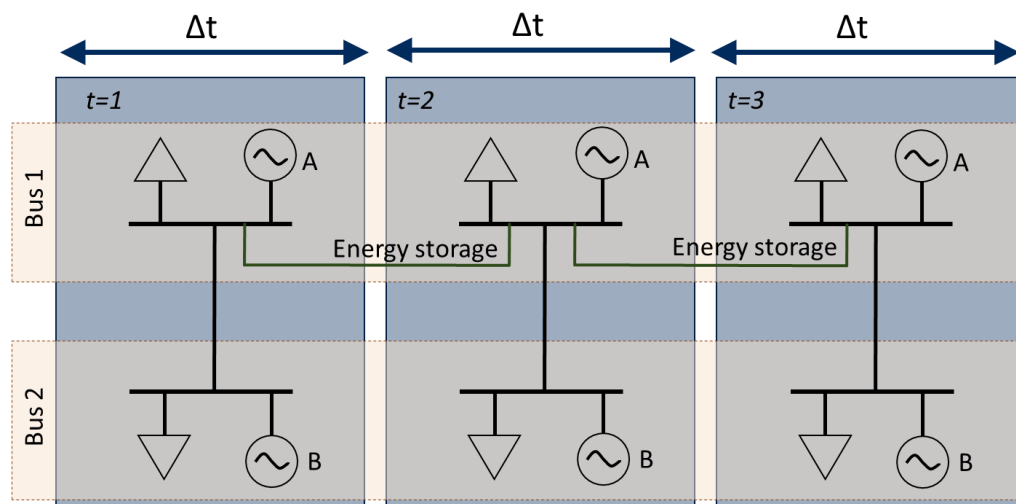 Δt Δt Δt
t=1 t=2 t=3
Bus 1
A A A
Energy storage Energy storage
Bus 2
B B B